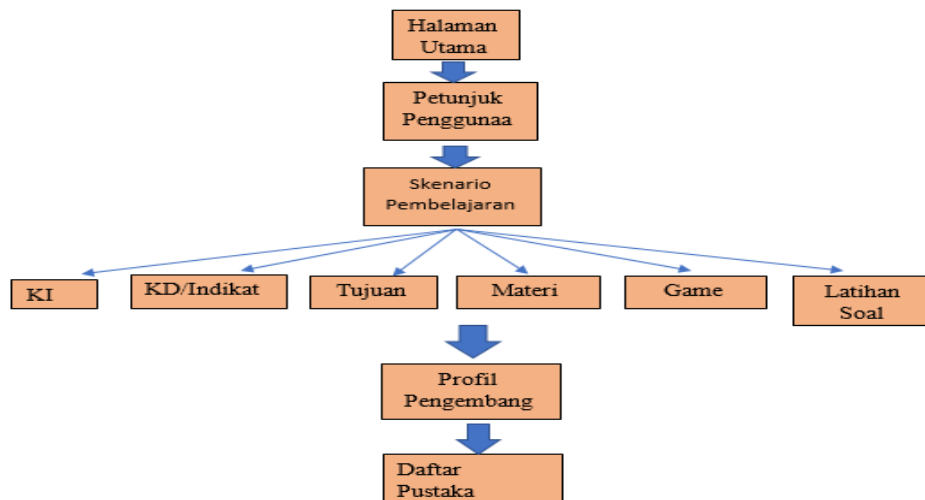 Halaman
Utama
Petunjuk
Penggunaa
Skenario
Pembelajaran
KI
KD/Indikat
Tujuan
Materi
Game
Latihan
Soal
Profil
Pengembang
Daftar
Pustaka